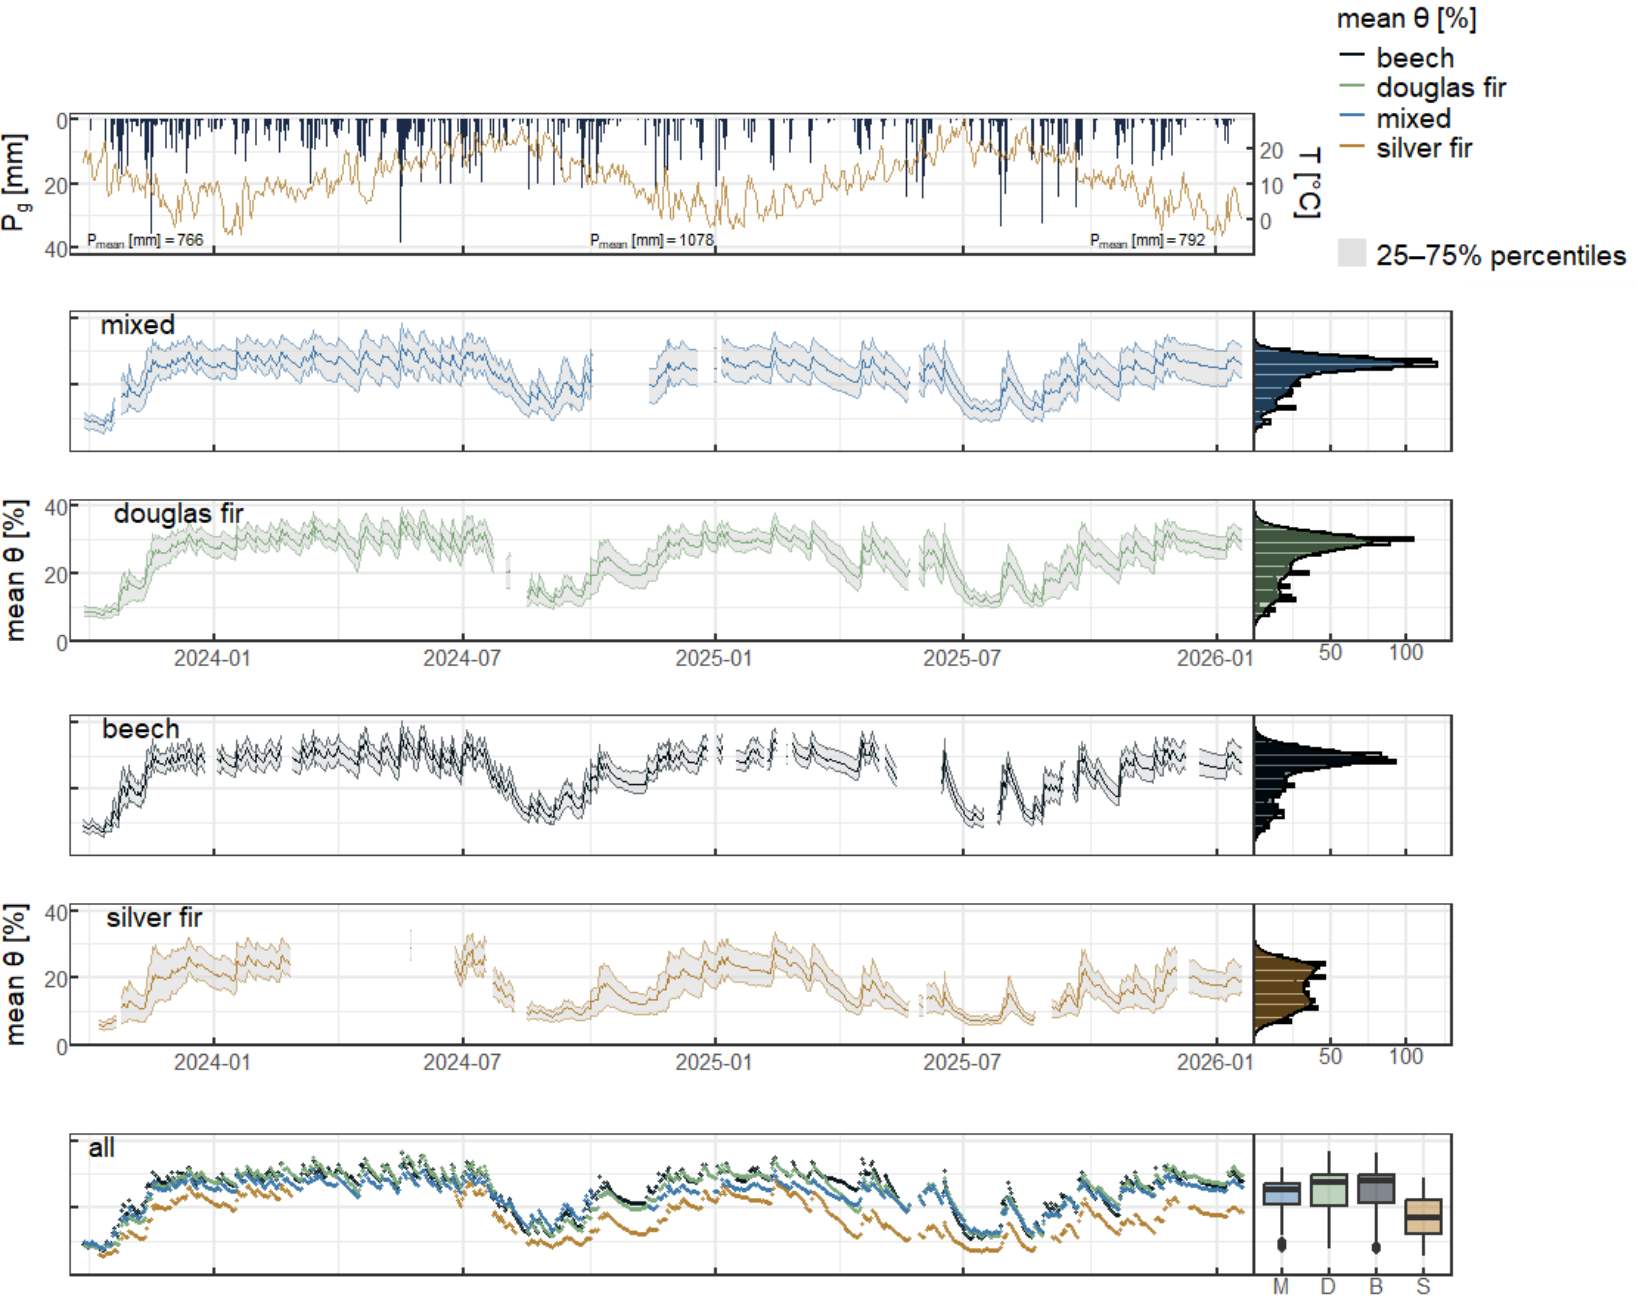 mean θ [%]
beech
douglas fir
mixed
silver fir
25–75% percentiles
Pg [mm]
0
20
40
T [°C]
20
10
0
Pmean [mm] = 766
Pmean [mm] = 1078
Pmean [mm] = 792
mixed
mean θ [%]
40
20
0
douglas fir
2024-01 2024-07 2025-01 2025-07 2026-01 50 100
beech
mean θ [%]
40
20
0
silver fir
2024-01 2024-07 2025-01 2025-07 2026-01 50 100
all
M D B S